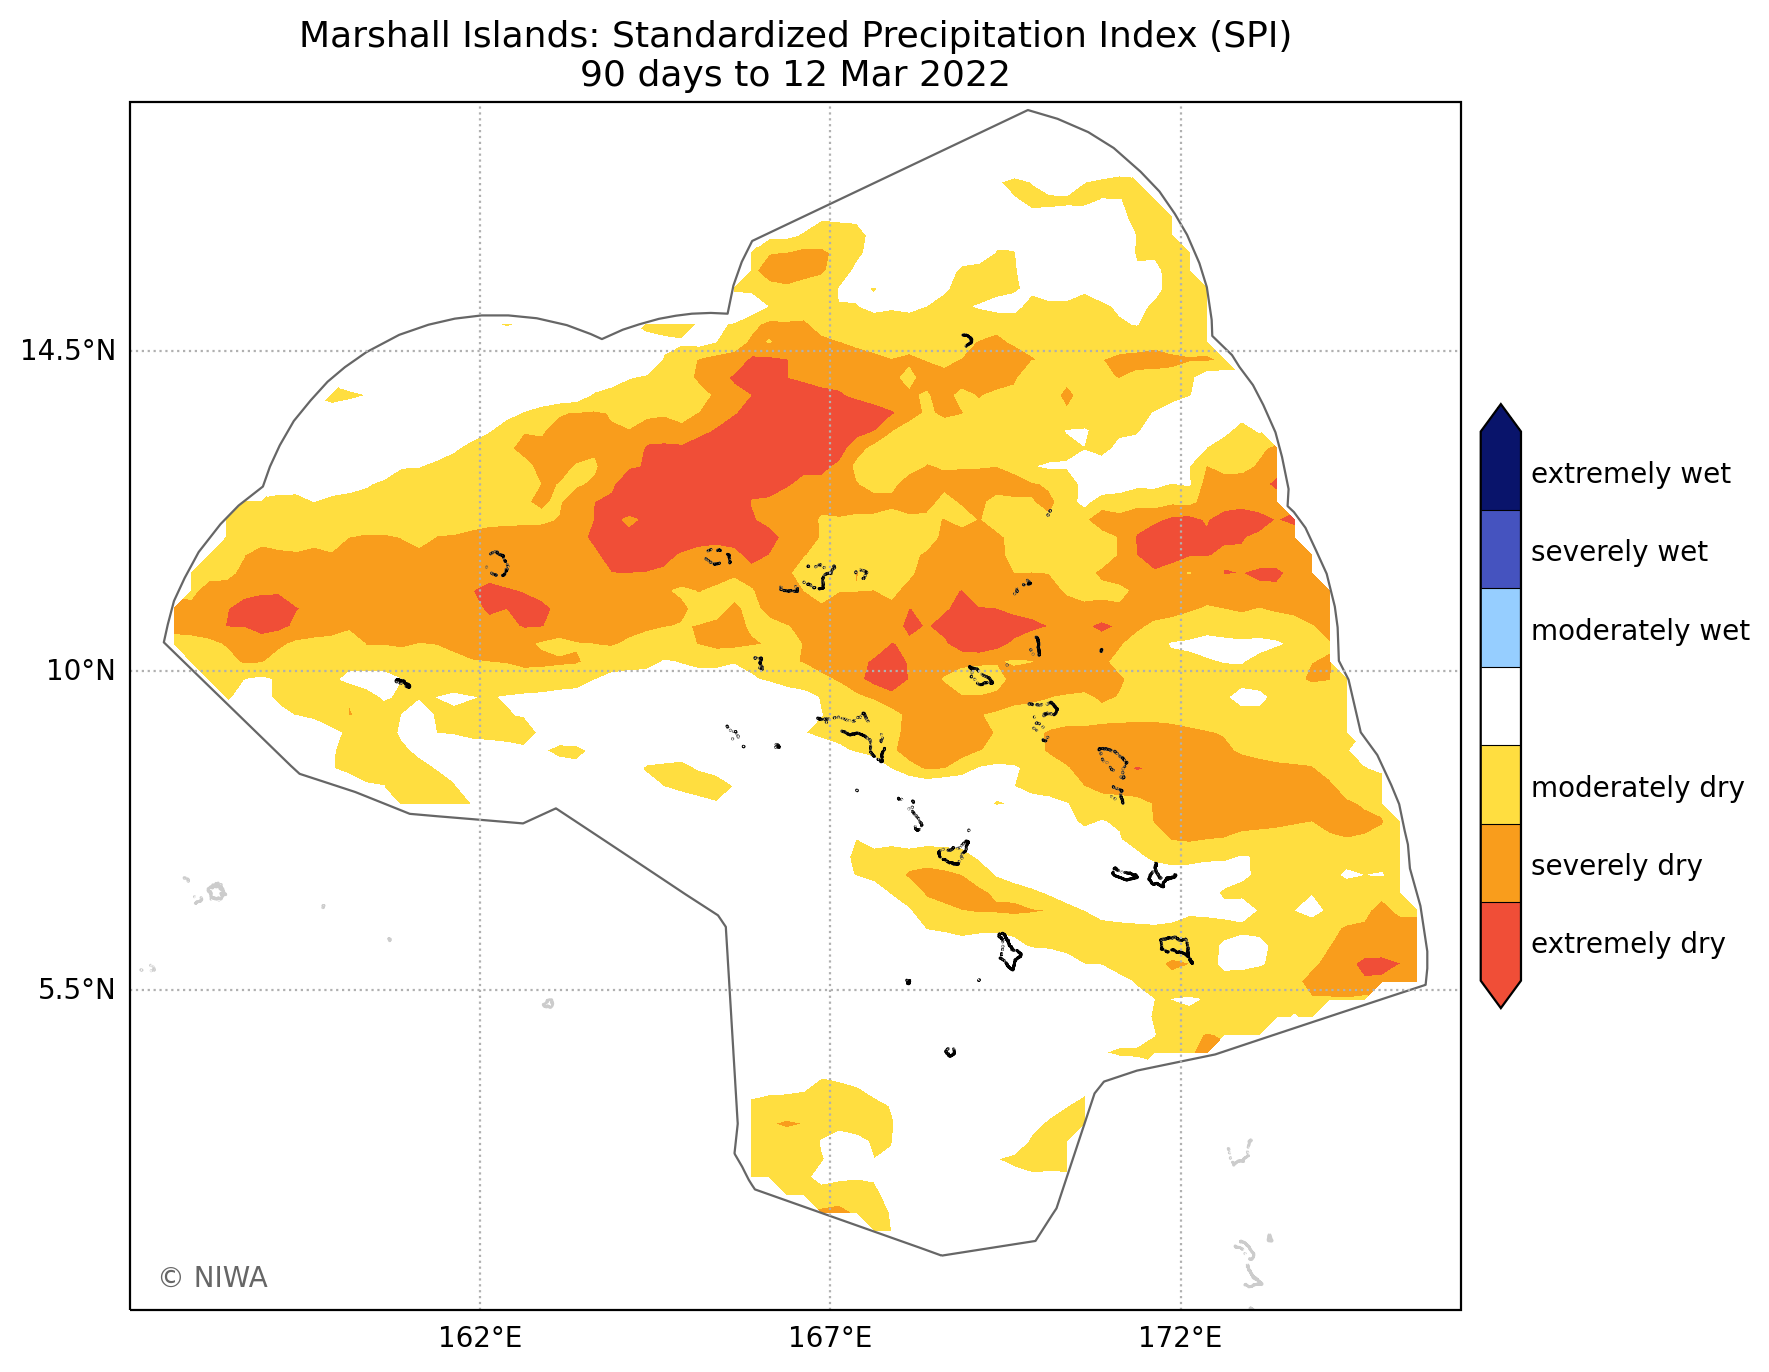 Marshall Islands: Standardized Precipitation Index (SPI)
90 days to 12 Mar 2022
14.5°N
10°N
5.5°N
162°E
167°E
172°E
extremely wet
severely wet
moderately wet
moderately dry
severely dry
extremely dry
© NIWA